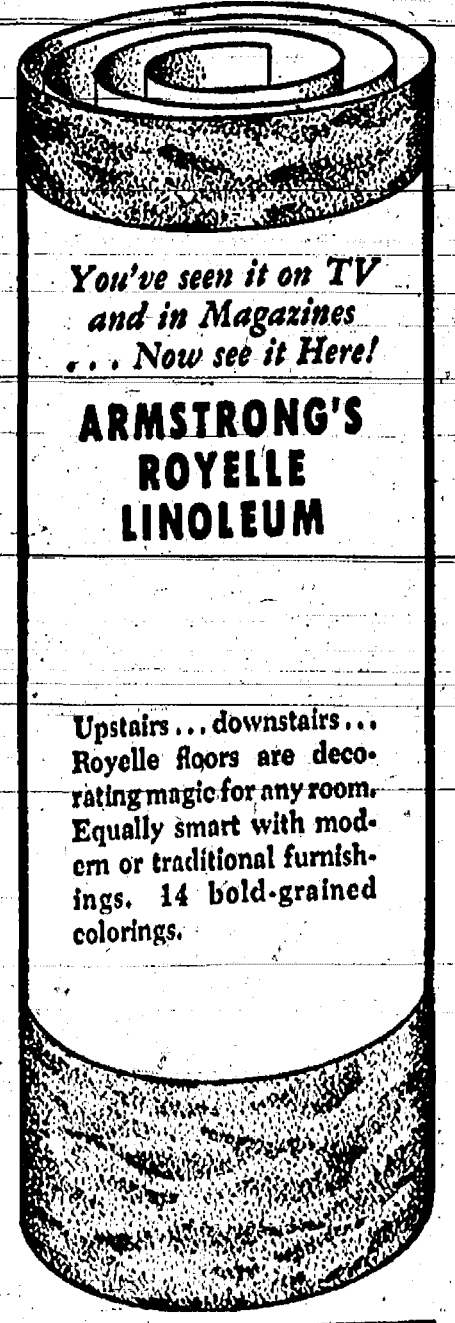 You've seen it on TV
and in Magazines
. . . Now see it Here!
ARMSTRONG'S
ROYELLE
LINOLEUM
Upstairs . . . downstairs . . .
Royelle floors are deco-
rating magic for any room.
Equally smart with mod-
ern or traditional furnish-
ings. 14 bold-grained
colorings.